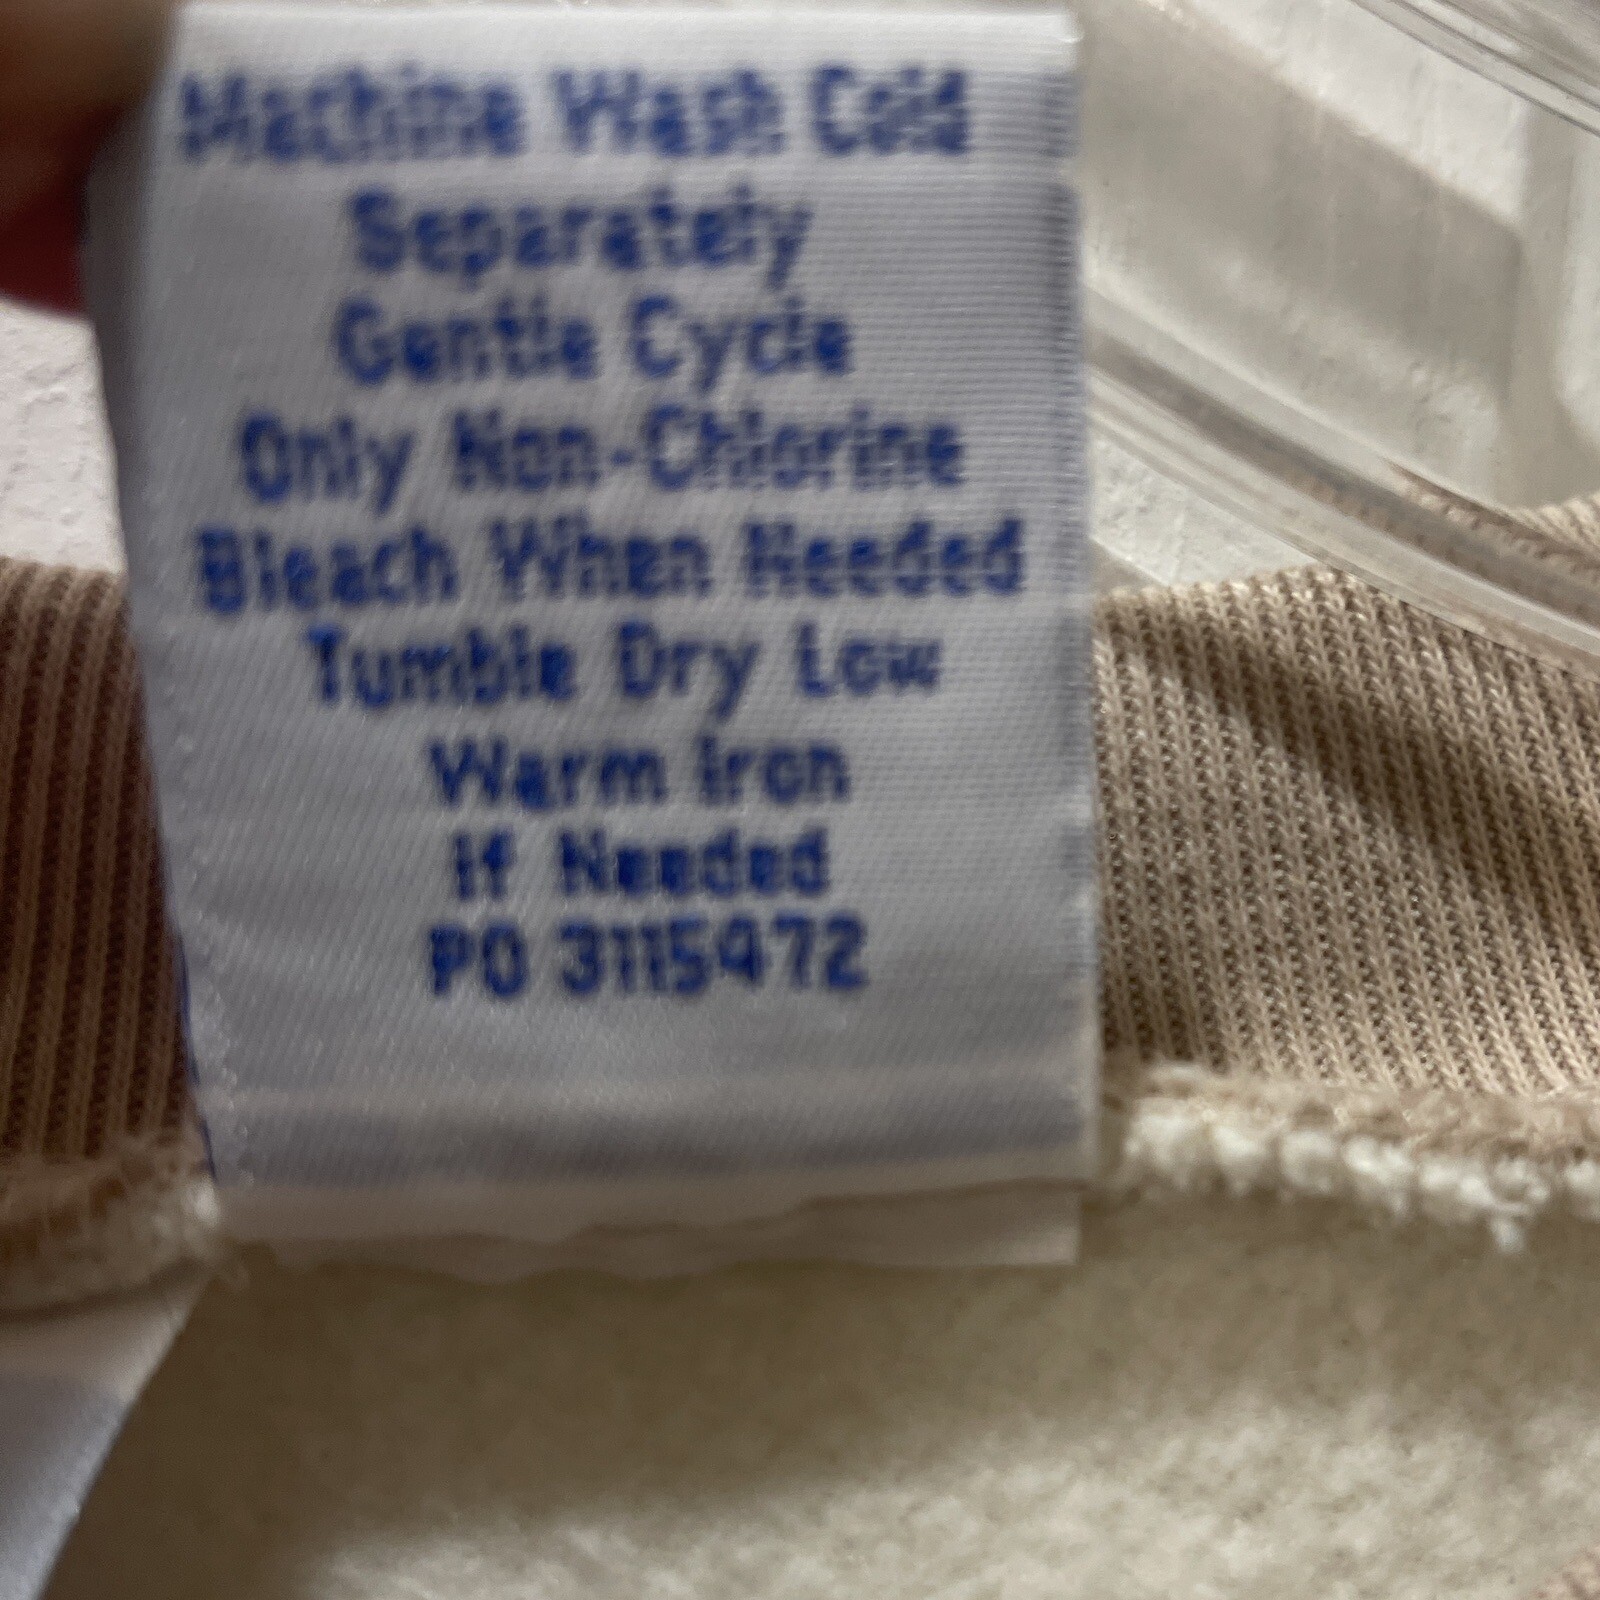 Machine Wash Cold
Separately
Gentle Cycle
Only Non-Chlorine
Bleach When Needed
Tumble Dry Low
Warm Iron
If Needed
PO 3115472